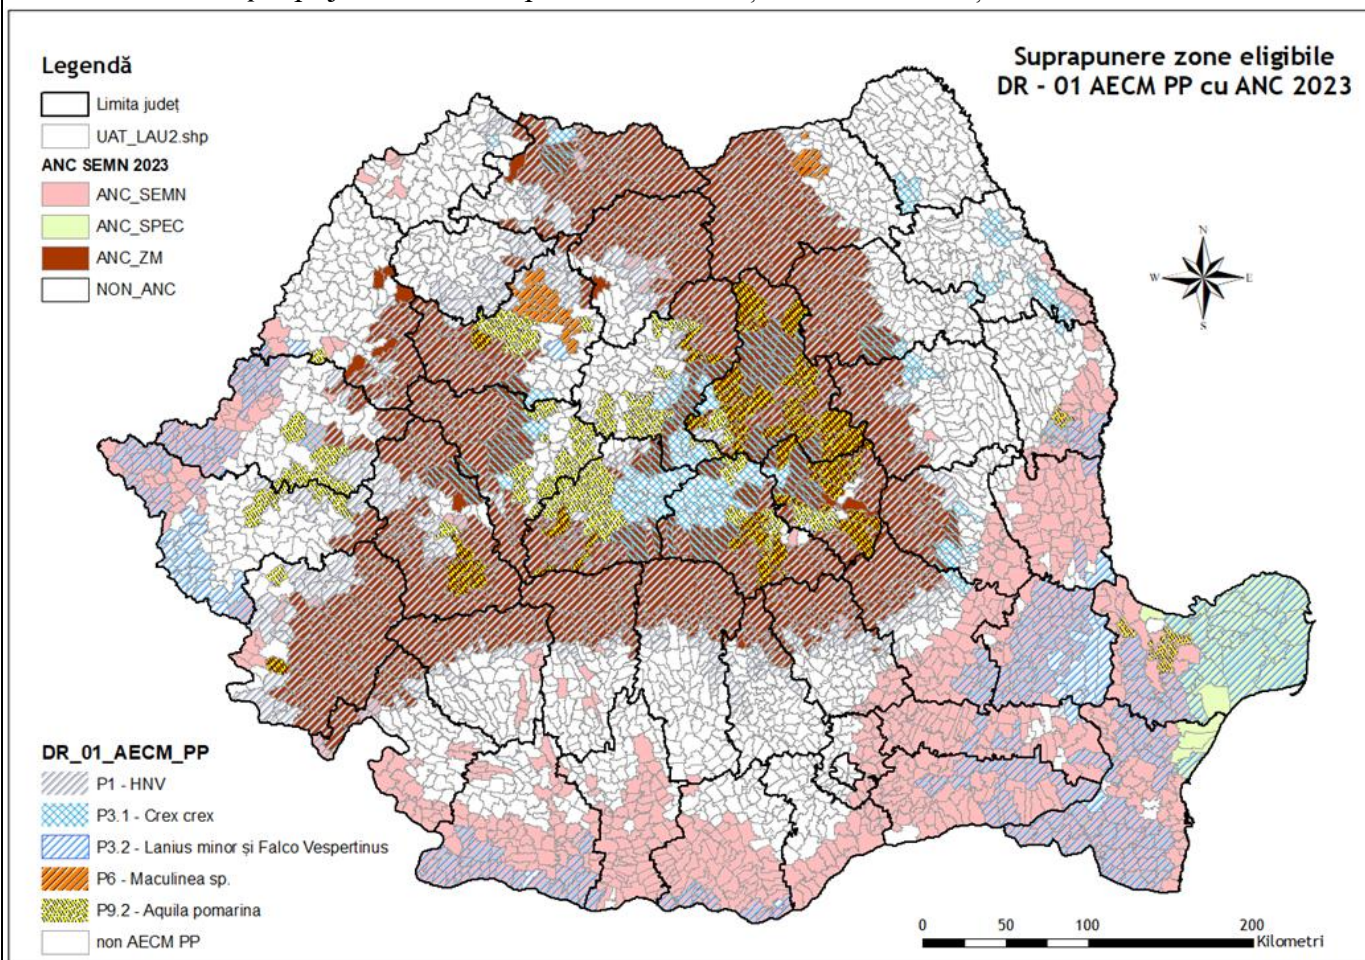 Legendă
Limita județ
UAT_LAU2.shp
ANC SEMN 2023
ANC_SEMN
ANC_SPEC
ANC_ZM
NON_ANC
Suprapunere zone eligibile
DR - 01 AECM PP cu ANC 2023
N
W E
S
DR_01_AECM_PP
P1 - HNV
P3.1 - Crex crex
P3.2 - Lanius minor și Falco Vespertinus
P6 - Maculinea sp.
P9.2 - Aquila pomarina
non AECM PP
0 50 100 200
Kilometri